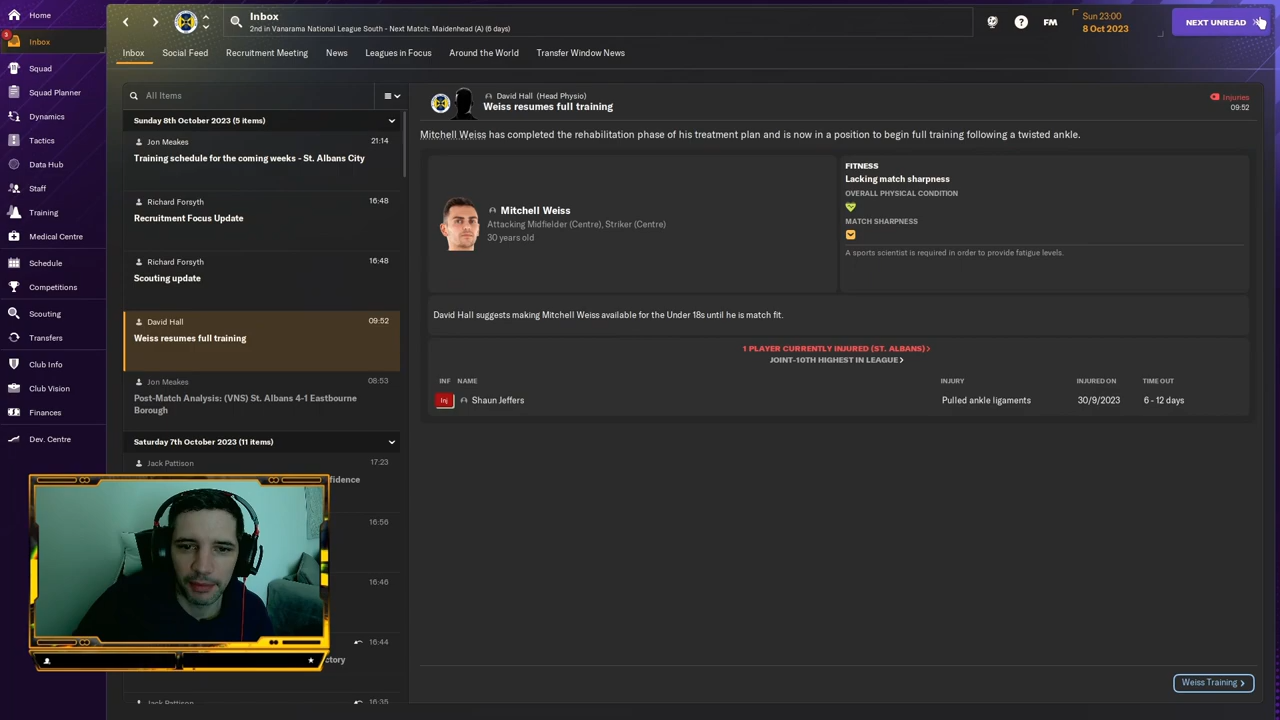 Home
3
Inbox
Squad
Squad Planner
Dynamics
Tactics
Data Hub
Staff
Training
Medical Centre
Schedule
Competitions
Scouting
Transfers
Club Info
Club Vision
Finances
Dev. Centre
Inbox
2nd in Vanarama National League South - Next Match: Maidenhead (A) (6 days)
?
FM
Sun 23:00
8 Oct 2023
NEXT UNREAD
Inbox
Social Feed
Recruitment Meeting
News
Leagues in Focus
Around the World
Transfer Window News
All Items
Sunday 8th October 2023 (5 items)
Jon Meakes
21:14
Training schedule for the coming weeks - St. Albans City
Richard Forsyth
16:48
Recruitment Focus Update
Richard Forsyth
16:48
Scouting update
David Hall
09:52
Weiss resumes full training
Jon Meakes
08:53
Post-Match Analysis: (VNS) St. Albans 4-1 Eastbourne
Borough
Saturday 7th October 2023 (11 items)
Jack Pattison
17:23
fidence
16:56
16:46
16:44
ctory
Jack Pattison
16:35
David Hall (Head Physio)
Weiss resumes full training
Injuries
09:52
Mitchell Weiss has completed the rehabilitation phase of his treatment plan and is now in a position to begin full training following a twisted ankle.
Mitchell Weiss
Attacking Midfielder (Centre), Striker (Centre)
30 years old
FITNESS
Lacking match sharpness
OVERALL PHYSICAL CONDITION
MATCH SHARPNESS
A sports scientist is required in order to provide fatigue levels.
David Hall suggests making Mitchell Weiss available for the Under 18s until he is match fit.
1 PLAYER CURRENTLY INJURED (ST. ALBANS)
JOINT-10TH HIGHEST IN LEAGUE
INF NAME INJURY INJURED ON TIME OUT
Inj Shaun Jeffers Pulled ankle ligaments 30/9/2023 6 - 12 days
Weiss Training